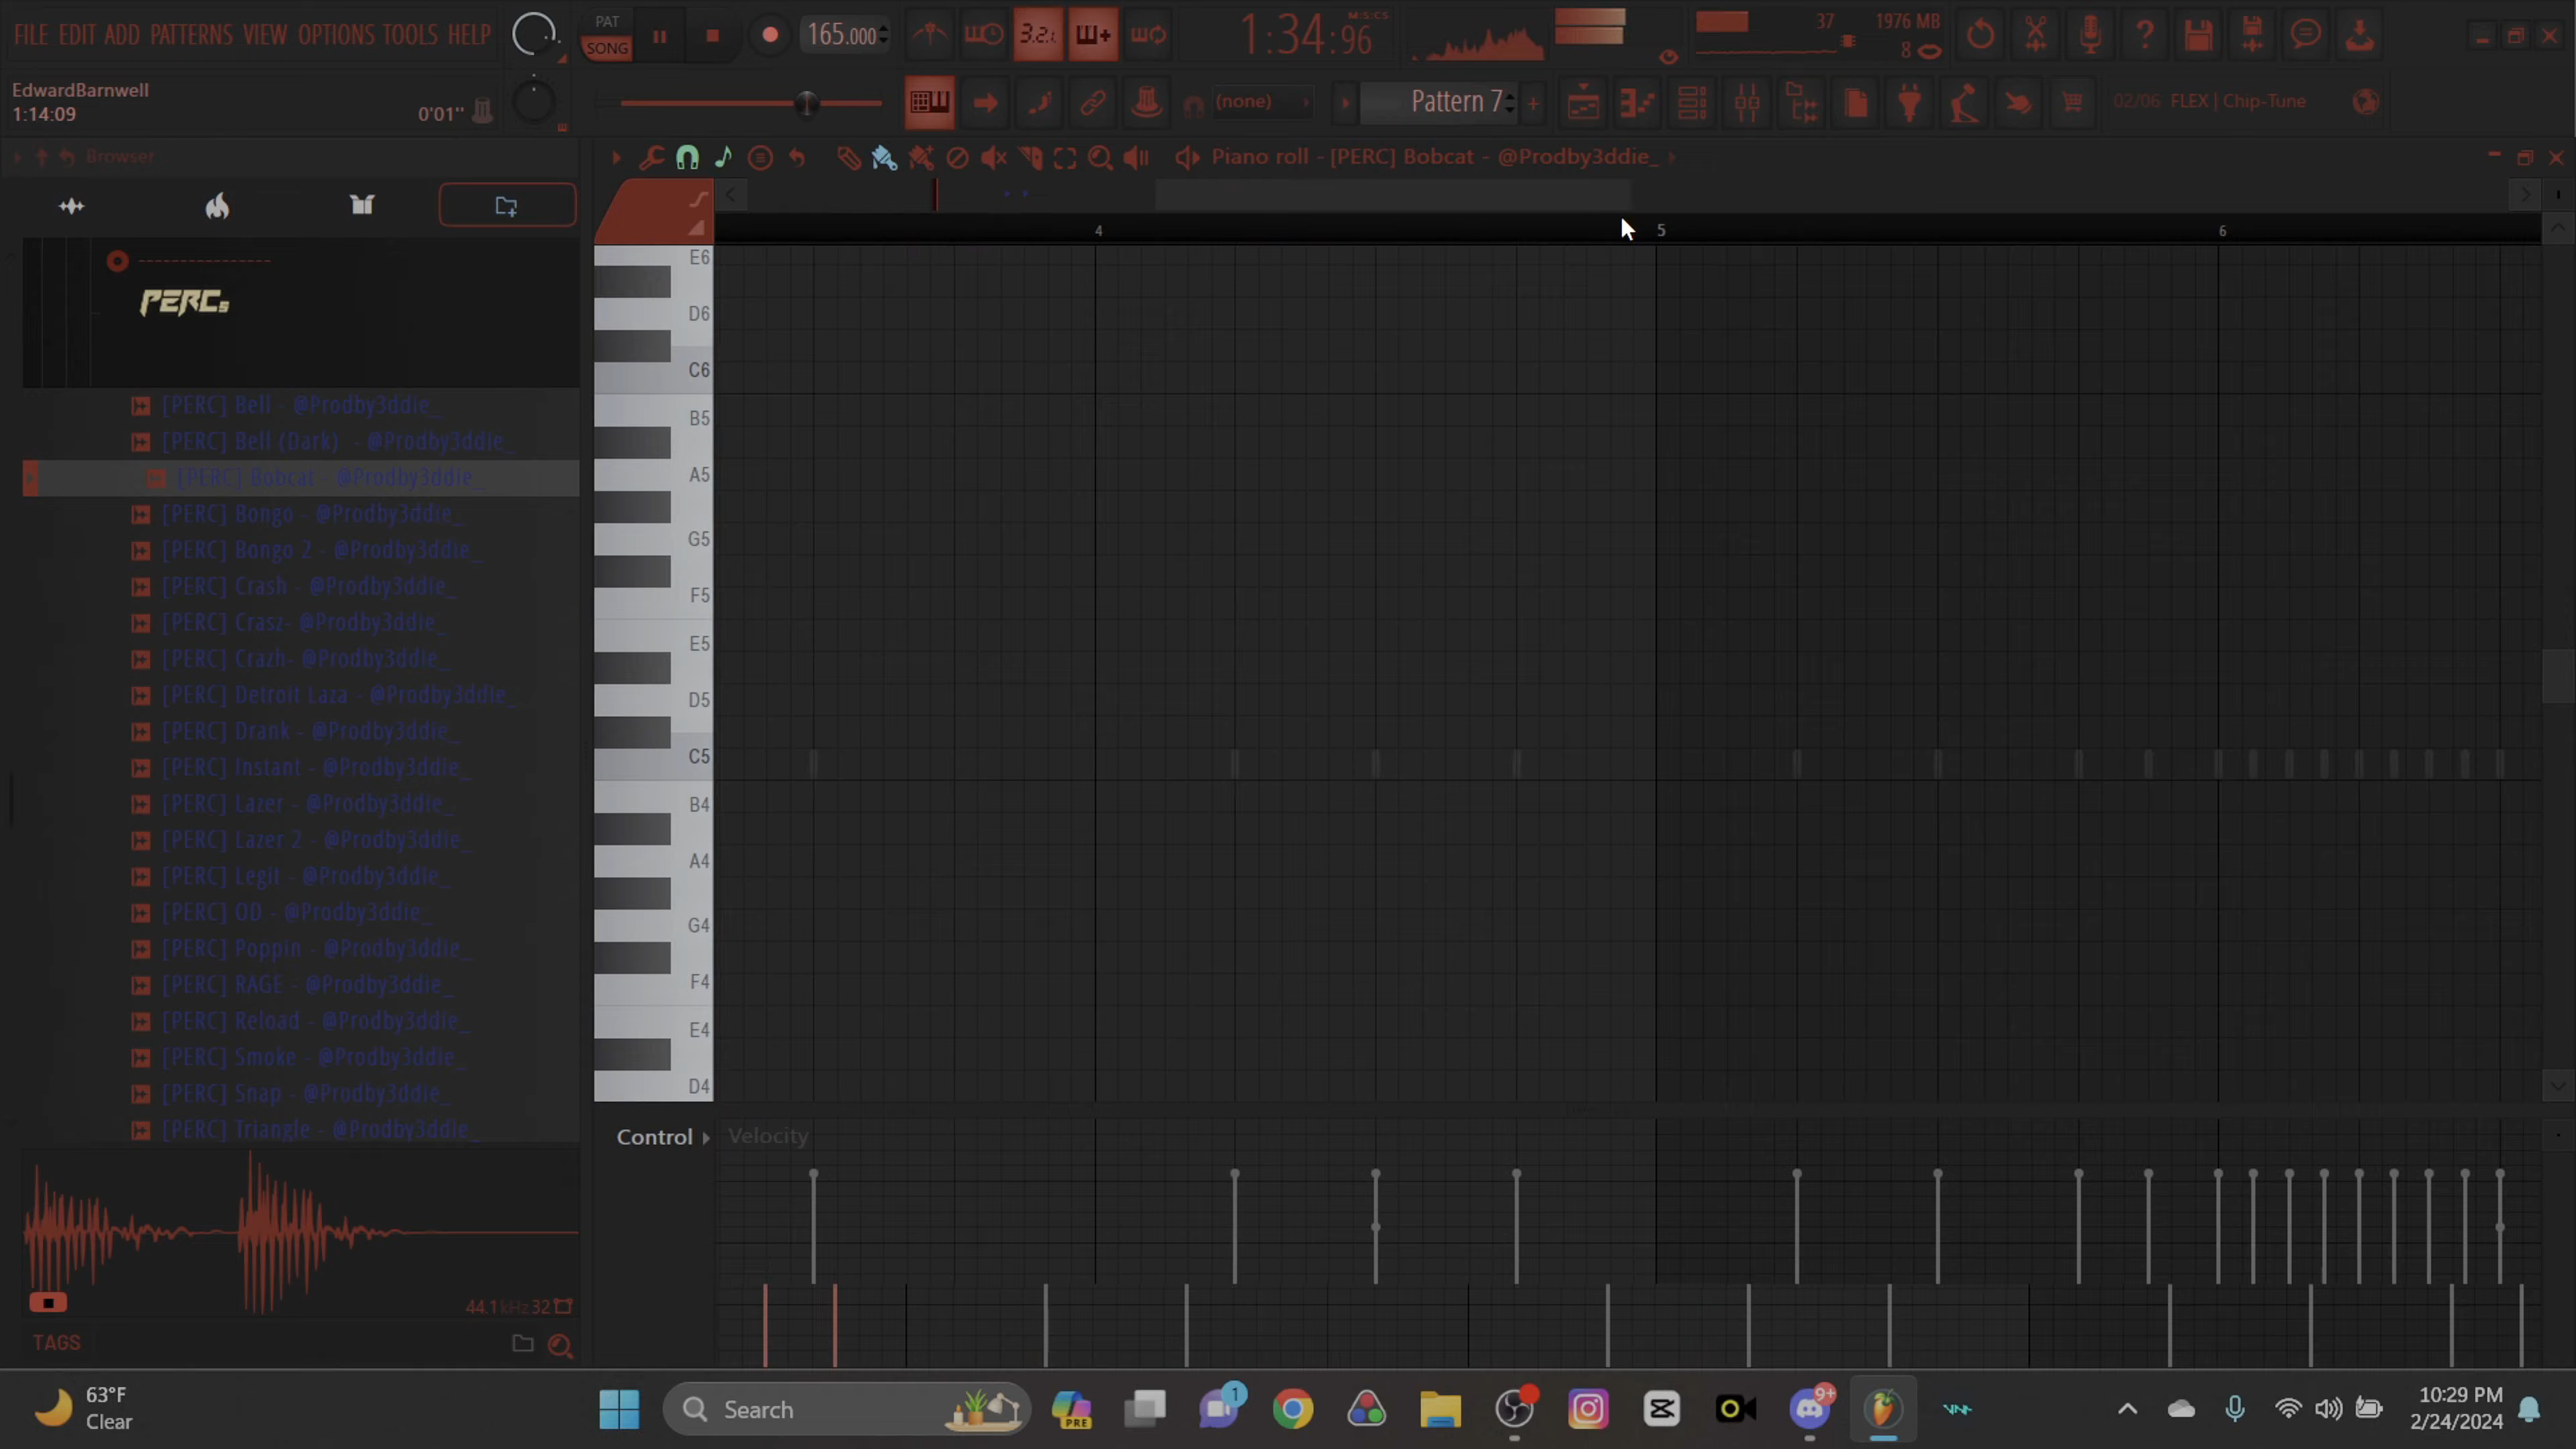 FILE EDIT ADD PATTERNS VIEW OPTIONS TOOLS HELP
PAT
SONG
165.000
3.2.
1:34:96
M:S:CS
37
1976 MB
8
EdwardBarnwell
1:14:09
0'01"
(none)
Pattern 7
02/06 FLEX | Chip-Tune
Browser
Piano roll - [PERC] Bobcat - @Prodby3ddie_
4
5
6
PERCs
[PERC] Bell - @Prodby3ddie_
[PERC] Bell (Dark) - @Prodby3ddie_
[PERC] Bobcat - @Prodby3ddie_
[PERC] Bongo - @Prodby3ddie_
[PERC] Bongo 2 - @Prodby3ddie_
[PERC] Crash - @Prodby3ddie_
[PERC] Crasz- @Prodby3ddie_
[PERC] Crazh- @Prodby3ddie_
[PERC] Detroit Laza - @Prodby3ddie_
[PERC] Drank - @Prodby3ddie_
[PERC] Instant - @Prodby3ddie_
[PERC] Lazer - @Prodby3ddie_
[PERC] Lazer 2 - @Prodby3ddie_
[PERC] Legit - @Prodby3ddie_
[PERC] OD - @Prodby3ddie_
[PERC] Poppin - @Prodby3ddie_
[PERC] RAGE - @Prodby3ddie_
[PERC] Reload - @Prodby3ddie_
[PERC] Smoke - @Prodby3ddie_
[PERC] Snap - @Prodby3ddie_
[PERC] Triangle - @Prodby3ddie_
E6
D6
C6
B5
A5
G5
F5
E5
D5
C5
B4
A4
G4
F4
E4
D4
Control
Velocity
44.1kHz 32
TAGS
63°F
Clear
Search
PRE
1
9+
10:29 PM
2/24/2024